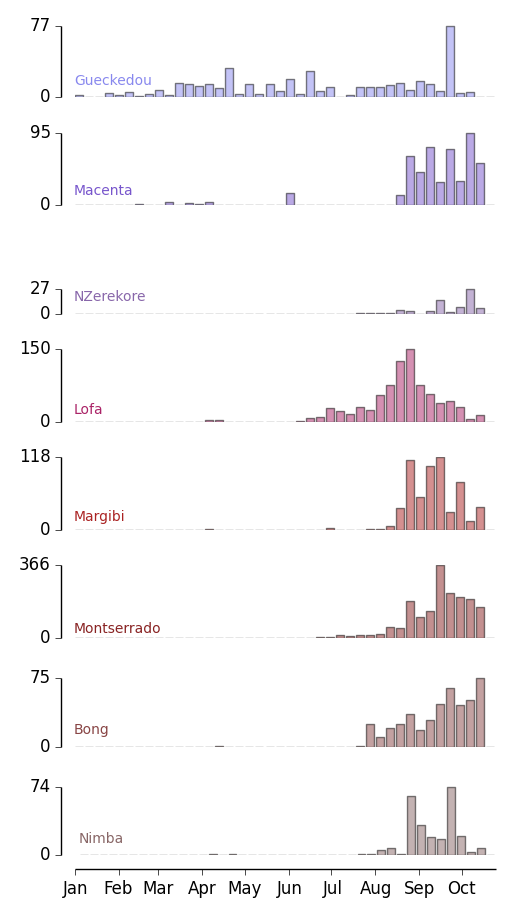 77
Gueckedou
0
95
Macenta
0
27
NZerekore
0
150
Lofa
0
118
Margibi
0
366
Montserrado
0
75
Bong
0
74
Nimba
0
Jan Feb Mar Apr May Jun Jul Aug Sep Oct